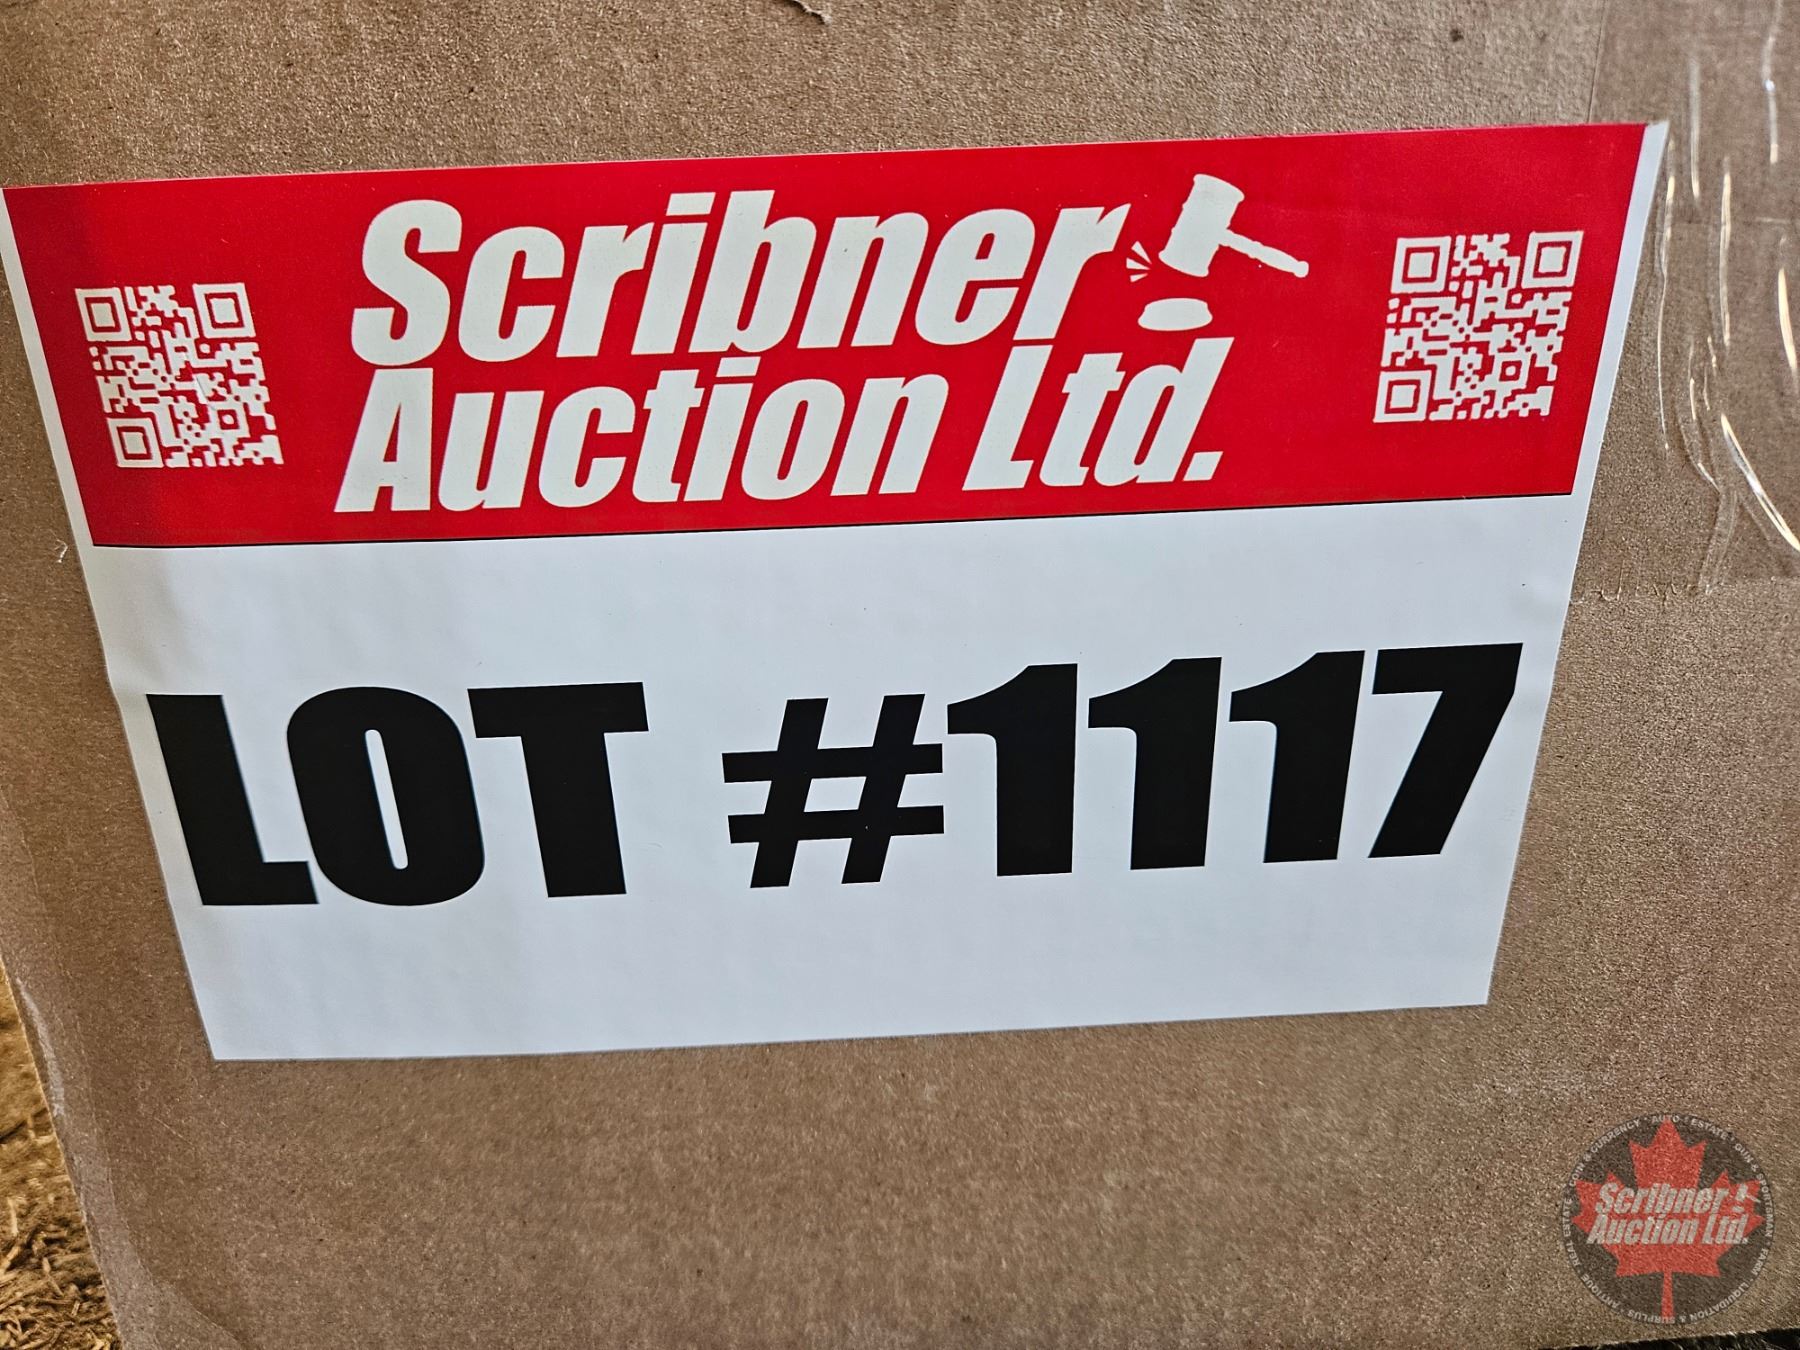 Scribner
Auction Ltd.
LOT #1117
Scribner
Auction Ltd.